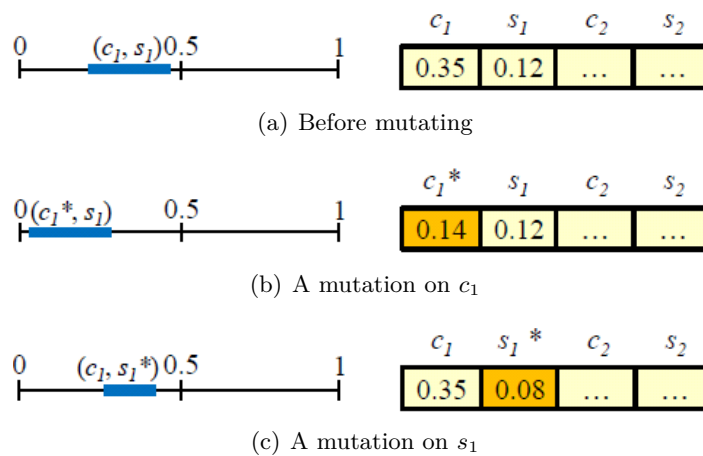 c1 s1 c2 s2
0 (c1, s1) 0.5 1
0.35 0.12 ... ...
(a) Before mutating
c1* s1 c2 s2
0 (c1*, s1) 0.5 1
0.14 0.12 ... ...
(b) A mutation on c1
c1 s1* c2 s2
0 (c1, s1*) 0.5 1
0.35 0.08 ... ...
(c) A mutation on s1